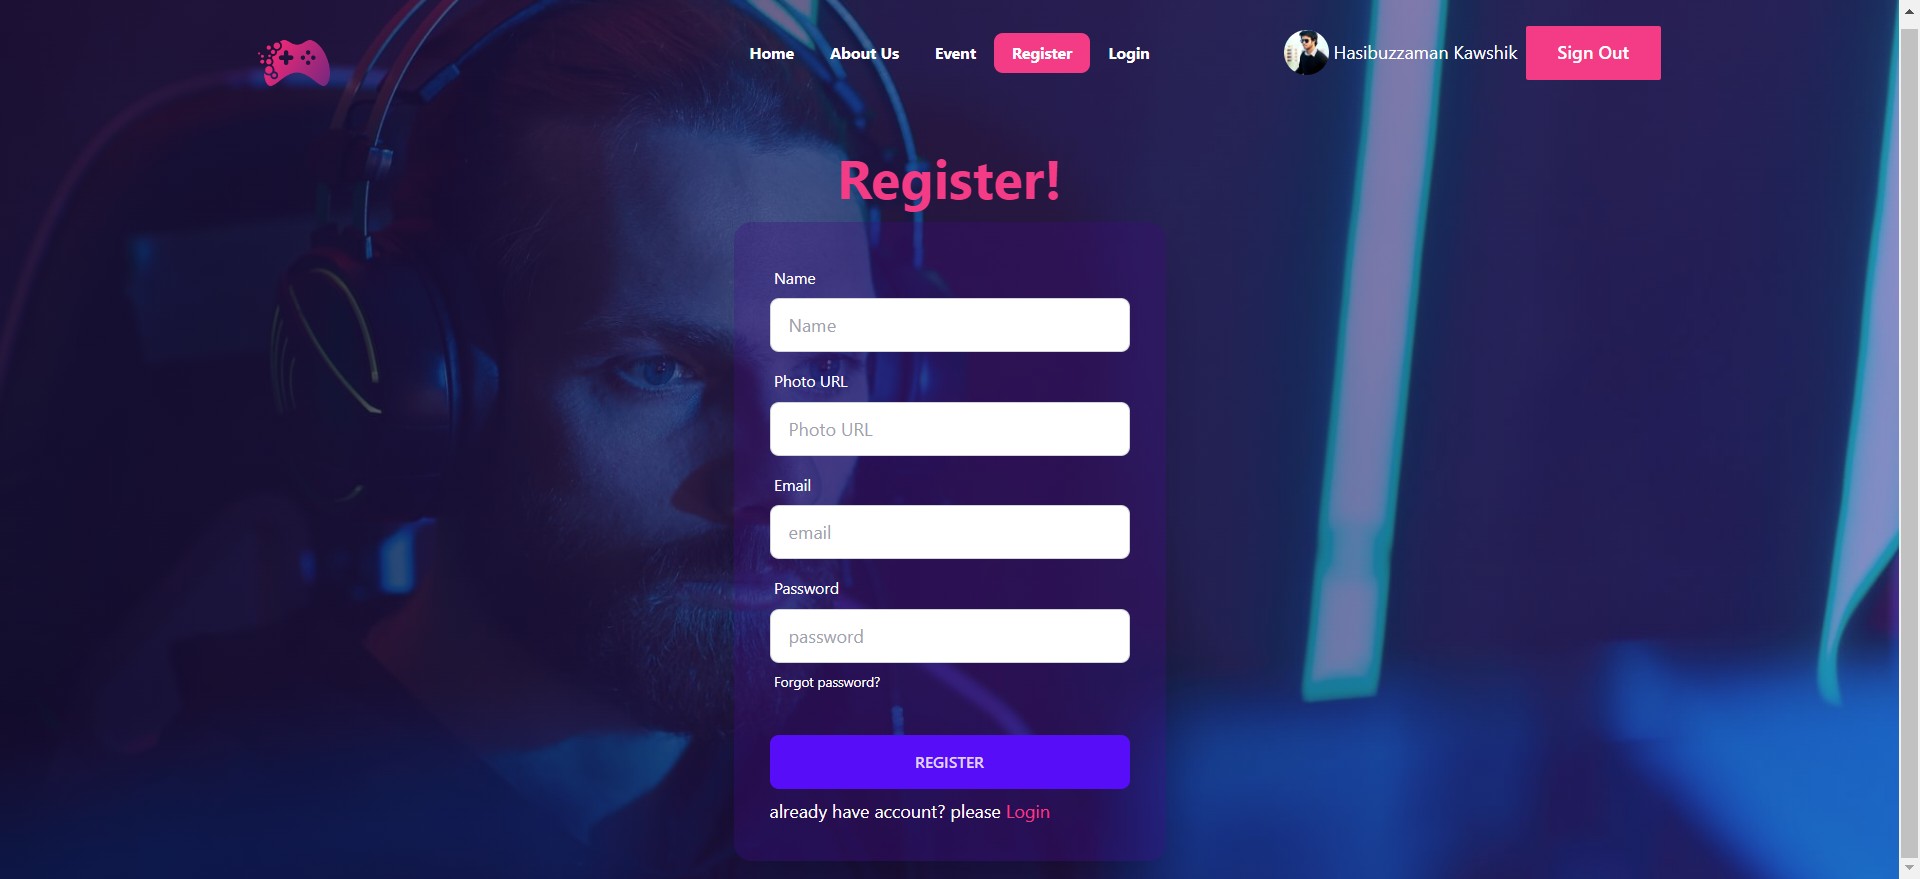 Home About Us Event Register Login Hasibuzzaman Kawshik Sign Out
Register!
Name
Name
Photo URL
Photo URL
Email
email
Password
password
Forgot password?
REGISTER
already have account? please Login